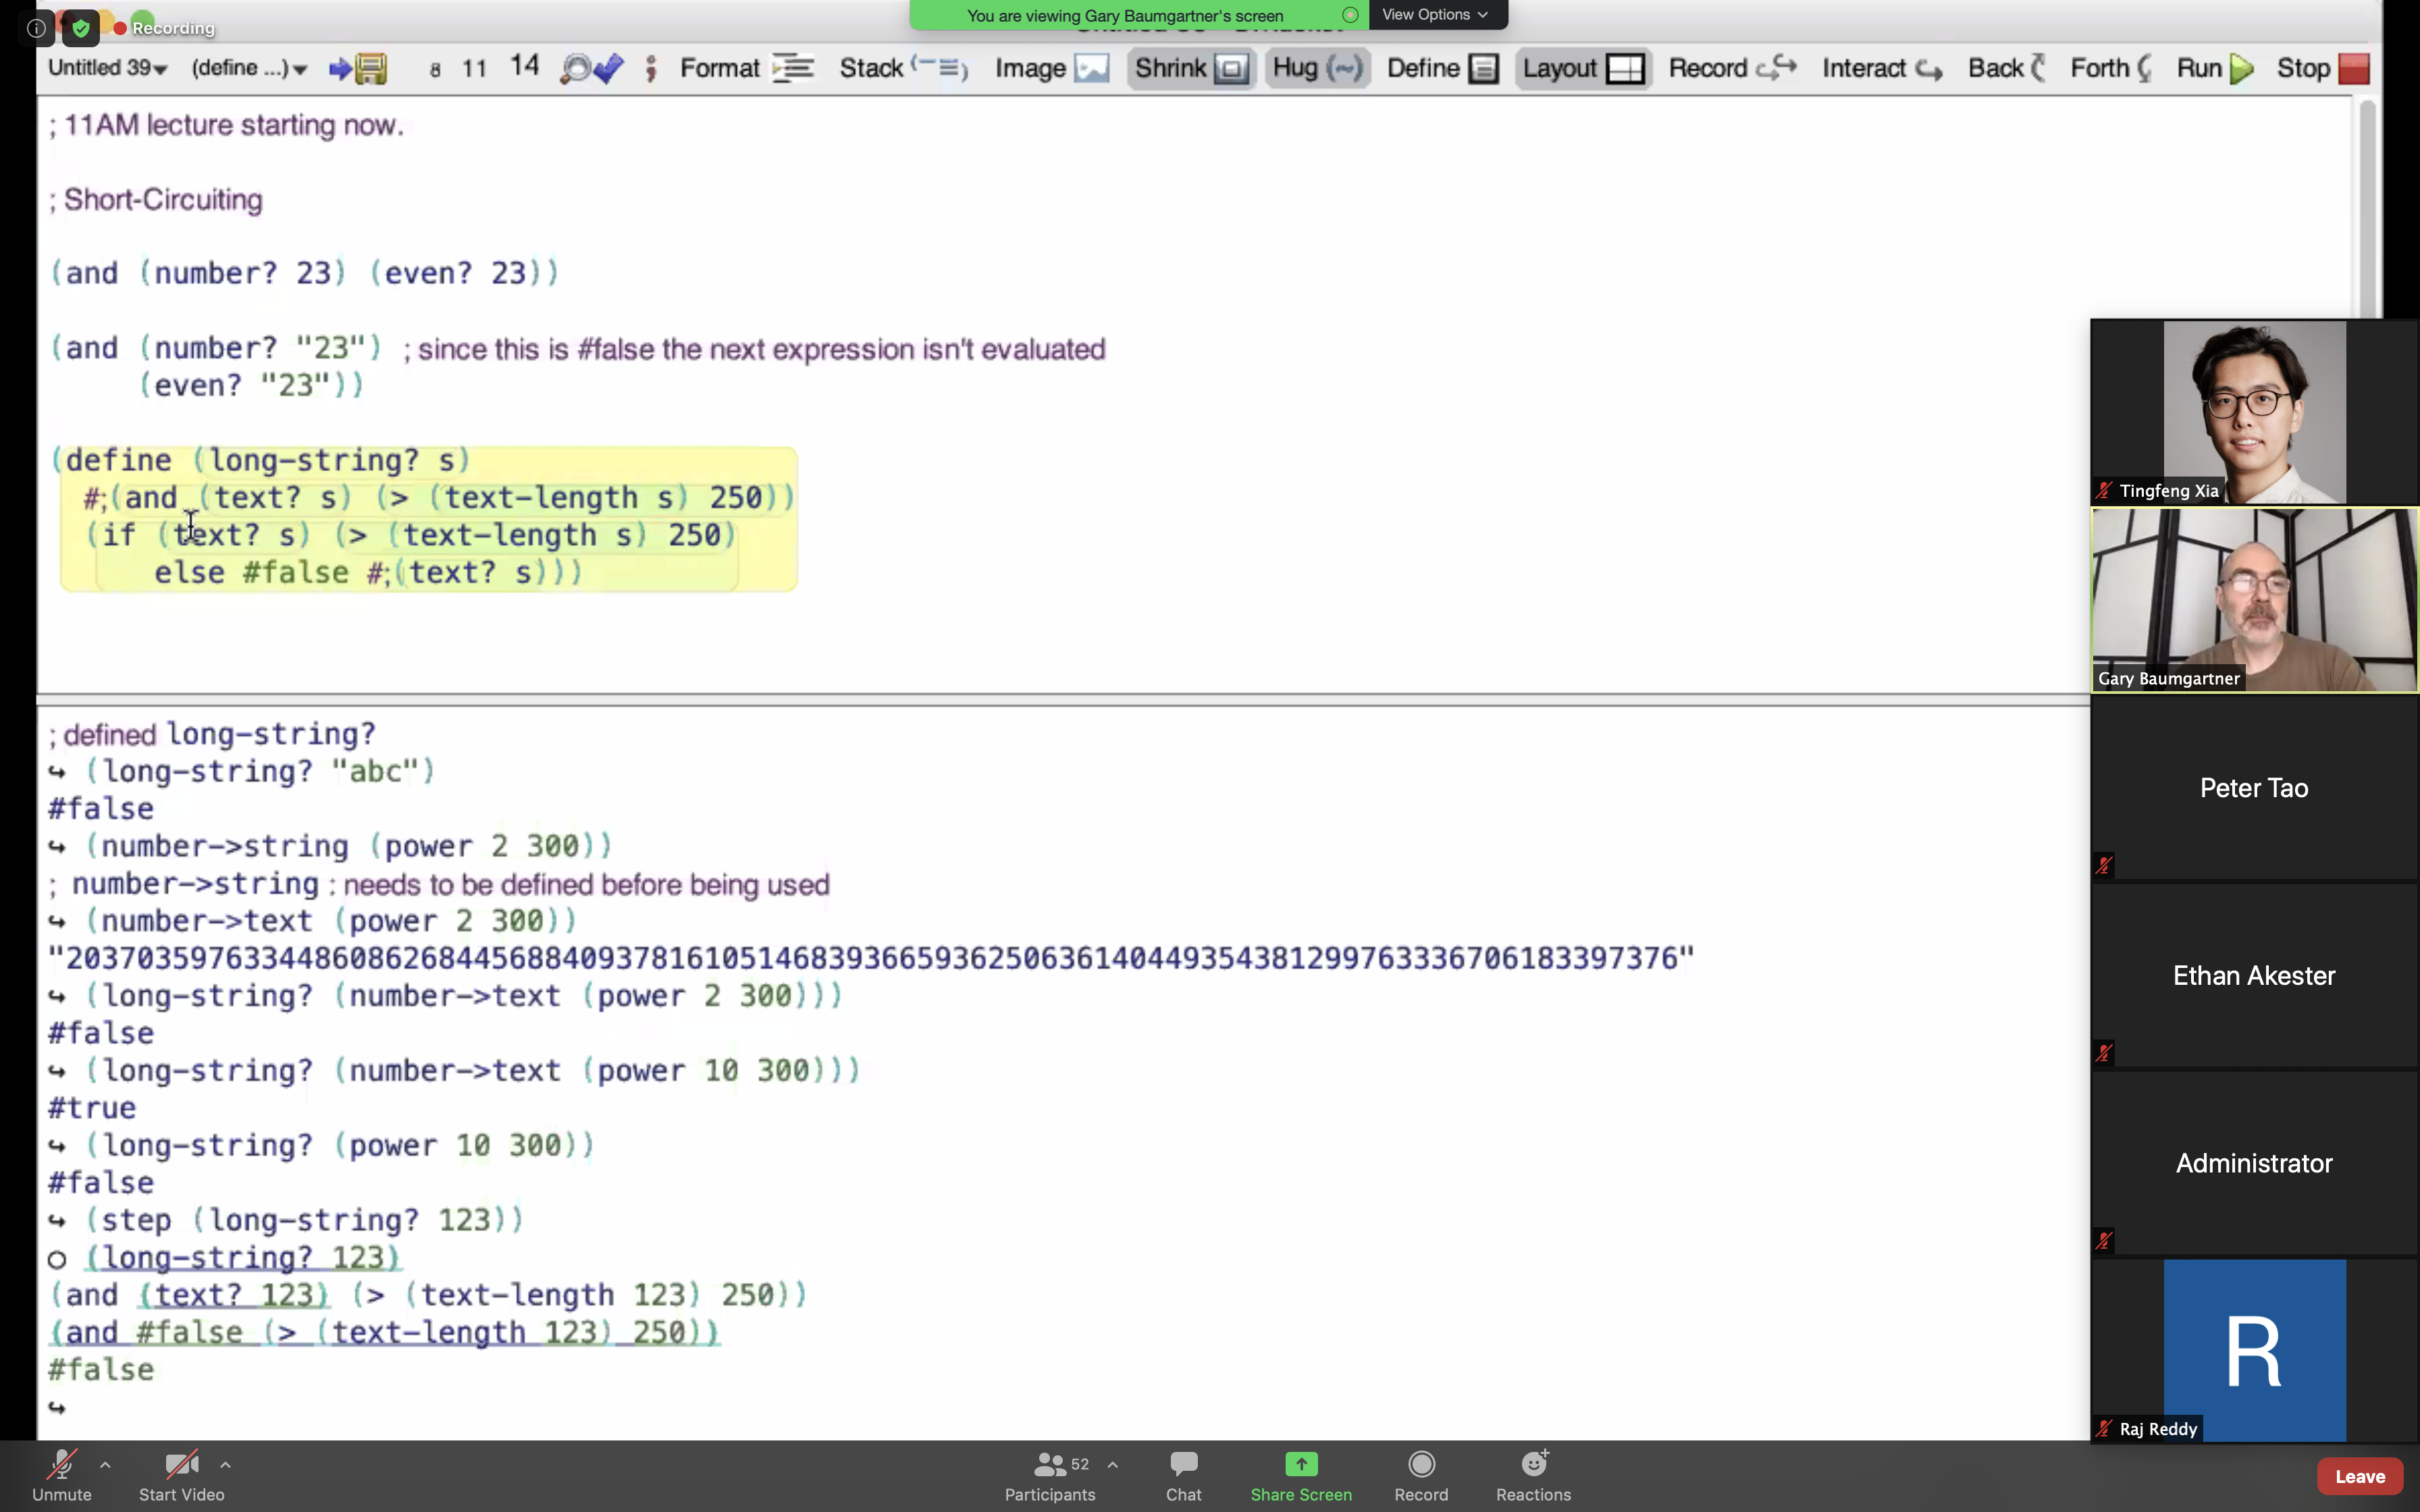 Recording
You are viewing Gary Baumgartner's screen
View Options
Untitled 39 (define ...) 8 11 14 Format Stack Image Shrink Hug (~) Define Layout Record Interact Back Forth Run Stop
; 11AM lecture starting now.
; Short-Circuiting
(and (number? 23) (even? 23))
(and (number? "23") ; since this is #false the next expression isn't evaluated
(even? "23"))
(define (long-string? s)
#;(and (text? s) (> (text-length s) 250))
(if (text? s) (> (text-length s) 250)
else #false #;(text? s)))
; defined long-string?
↪ (long-string? "abc")
#false
↪ (number->string (power 2 300))
; number->string : needs to be defined before being used
↪ (number->text (power 2 300))
"2037035976334486086268445688409378161051468393665936250636140449354381299763336706183397376"
↪ (long-string? (number->text (power 2 300)))
#false
↪ (long-string? (number->text (power 10 300)))
#true
↪ (long-string? (power 10 300))
#false
↪ (step (long-string? 123))
○ (long-string? 123)
(and (text? 123) (> (text-length 123) 250))
(and #false (> (text-length 123) 250))
#false
↪
Tingfeng Xia
Gary Baumgartner
Peter Tao
Ethan Akester
Administrator
R
Raj Reddy
Unmute
Start Video
52
Participants
Chat
Share Screen
Record
Reactions
Leave